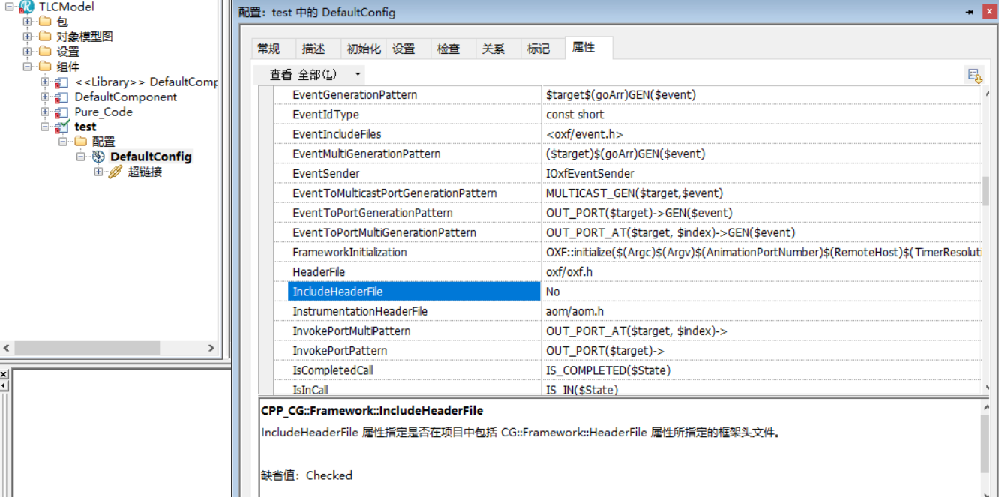 TLCModel
包
对象模型图
设置
组件
<<Library>> DefaultComp
DefaultComponent
Pure_Code
test
配置
DefaultConfig
超链接
配置：test 中的 DefaultConfig
常规 描述 初始化 设置 检查 关系 标记 属性
查看 全部(L)
EventGenerationPattern $target$(goArr)GEN($event)
EventIdType const short
EventIncludeFiles <oxf/event.h>
EventMultiGenerationPattern ($target)$(goArr)GEN($event)
EventSender IOxfEventSender
EventToMulticastPortGenerationPattern MULTICAST_GEN($target,$event)
EventToPortGenerationPattern OUT_PORT($target)->GEN($event)
EventToPortMultiGenerationPattern OUT_PORT_AT($target, $index)->GEN($event)
FrameworkInitialization OXF::initialize($(Argc)$(Argv)$(AnimationPortNumber)$(RemoteHost)$(TimerResoluti
HeaderFile oxf/oxf.h
IncludeHeaderFile No
InstrumentationHeaderFile aom/aom.h
InvokePortMultiPattern OUT_PORT_AT($target, $index)->
InvokePortPattern OUT_PORT($target)->
IsCompletedCall IS_COMPLETED($State)
IsInCall IS_IN($State)
CPP_CG::Framework::IncludeHeaderFile
IncludeHeaderFile 属性指定是否在项目中包括 CG::Framework::HeaderFile 属性所指定的框架头文件。
缺省值：Checked